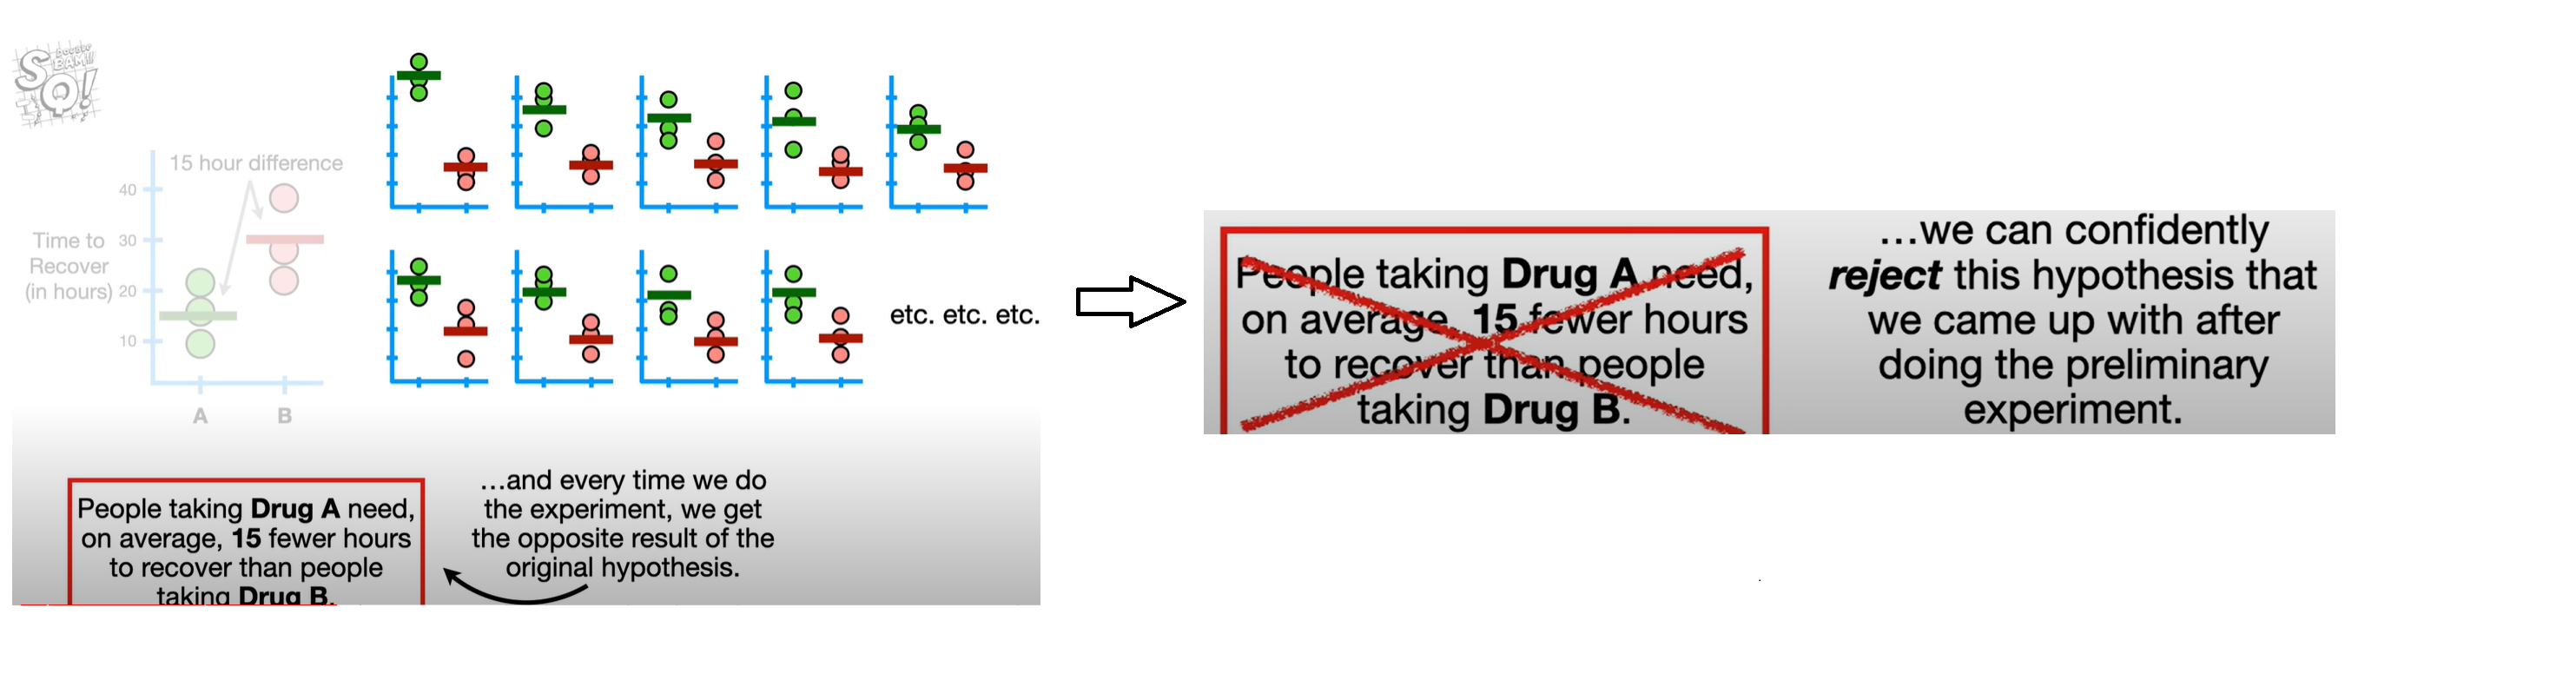 SQ!
15 hour difference
40
Time to
30
Recover
(in hours)
20
10
A
B
etc. etc. etc.
People taking Drug A need,
on average, 15 fewer hours
to recover than people
taking Drug B.
...and every time we do
the experiment, we get
the opposite result of the
original hypothesis.
People taking Drug A need,
on average, 15 fewer hours
to recover than people
taking Drug B.
...we can confidently
reject this hypothesis that
we came up with after
doing the preliminary
experiment.